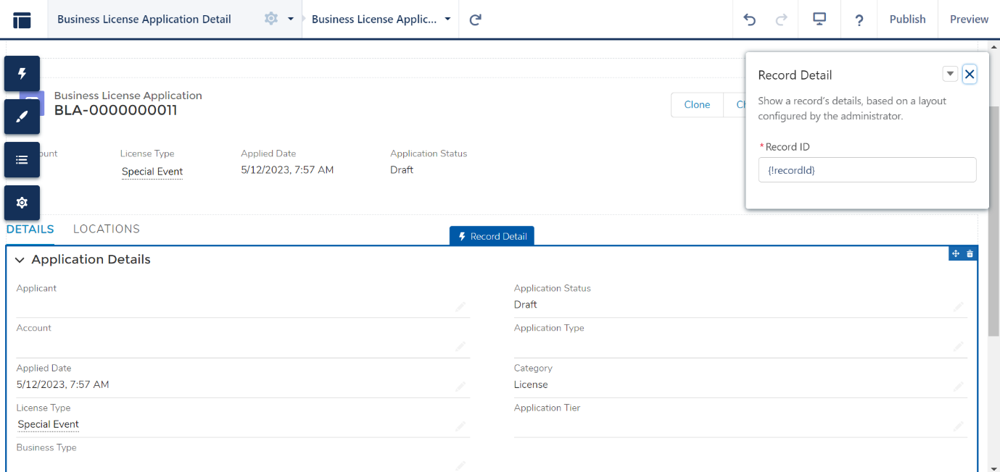 Business License Application Detail
Business License Applic...
?
Publish
Preview
Business License Application
BLA-0000000011
Clone
Ch
ount
License Type
Applied Date
Application Status
Special Event
5/12/2023, 7:57 AM
Draft
Record Detail
Show a record's details, based on a layout
configured by the administrator.
* Record ID
{!recordId}
DETAILS
LOCATIONS
Record Detail
Application Details
Applicant
Application Status
Draft
Account
Application Type
Applied Date
5/12/2023, 7:57 AM
Category
License
License Type
Special Event
Application Tier
Business Type